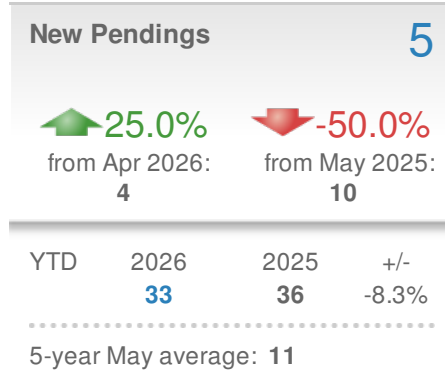 New Pendings 5
25.0% -50.0%
from Apr 2026: from May 2025:
4 10
YTD 2026 2025 +/-
33 36 -8.3%
5-year May average: 11